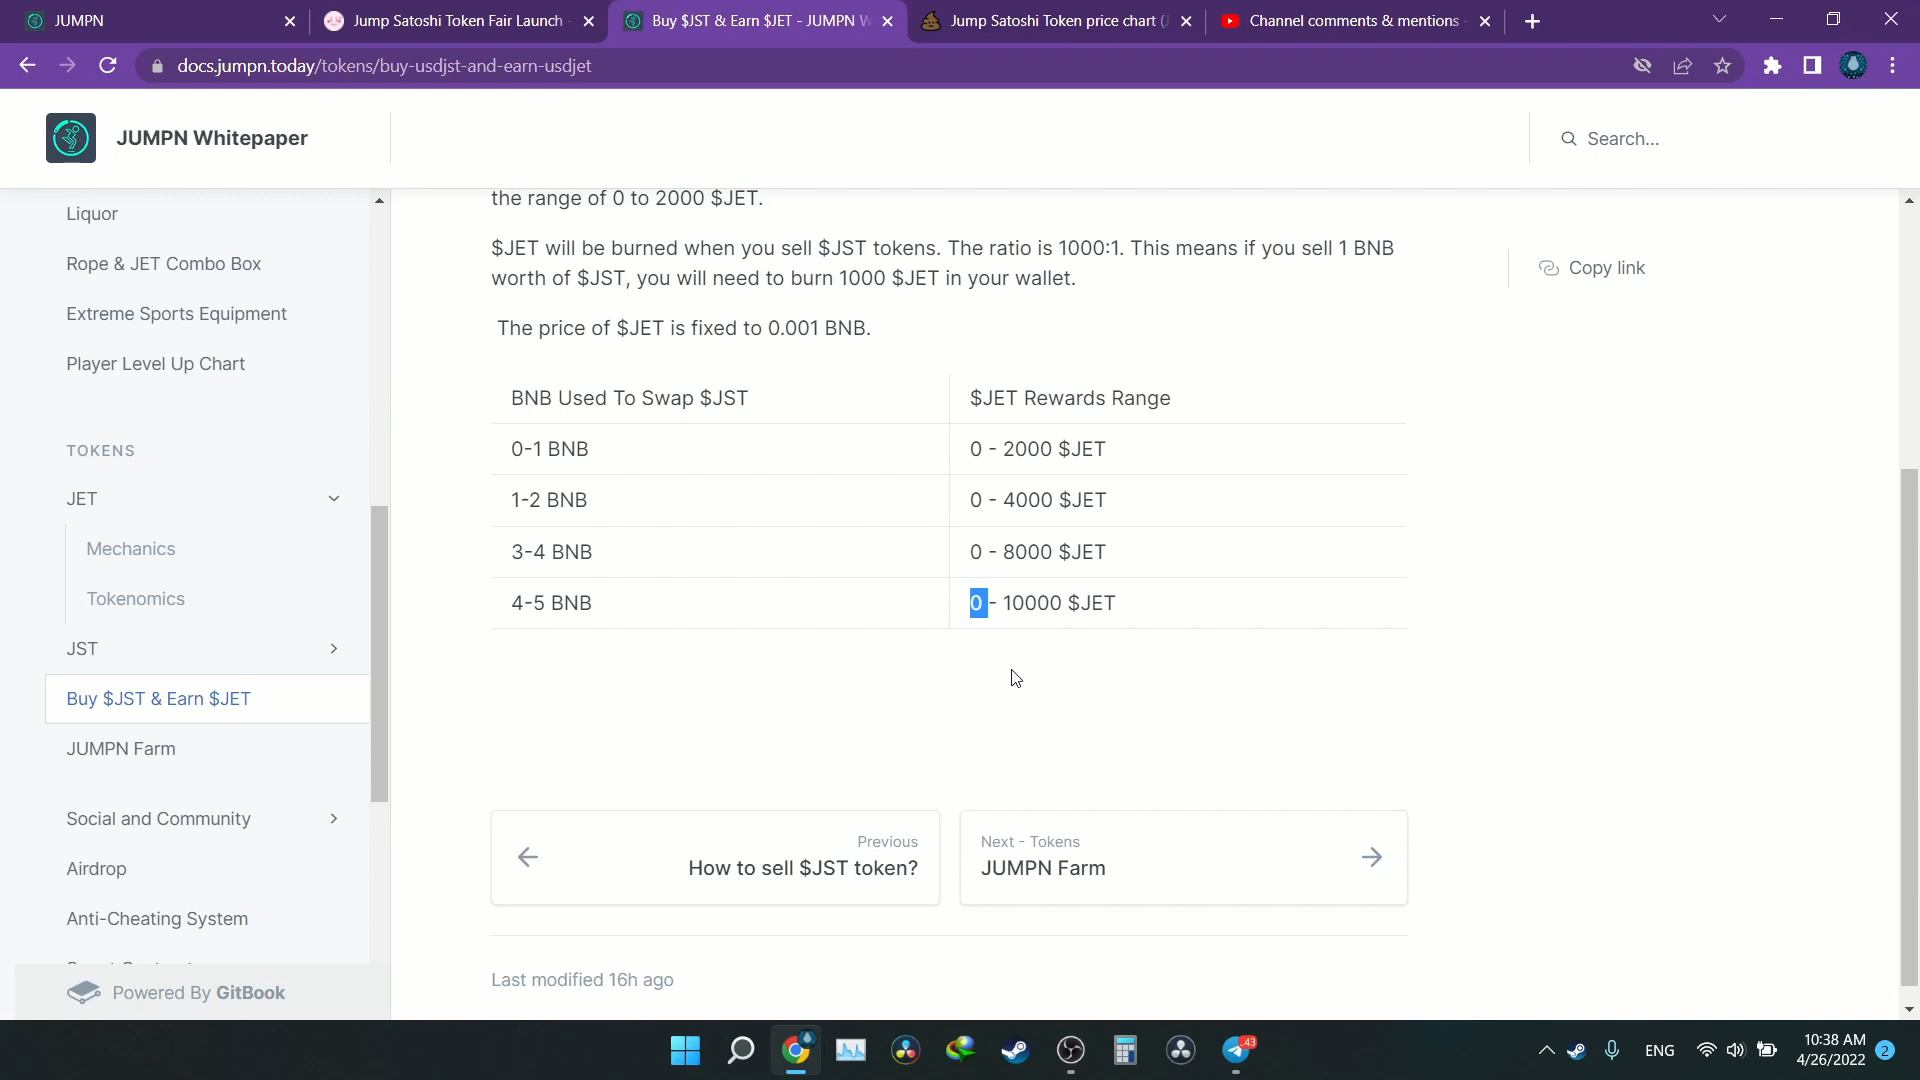 JUMPN
Jump Satoshi Token Fair Launch
Buy $JST & Earn $JET - JUMPN W
Jump Satoshi Token price chart (J
Channel comments & mentions -
docs.jumpn.today/tokens/buy-usdjst-and-earn-usdjet
JUMPN Whitepaper
Search...
Liquor
Rope & JET Combo Box
Extreme Sports Equipment
Player Level Up Chart
TOKENS
JET
Mechanics
Tokenomics
JST
Buy $JST & Earn $JET
JUMPN Farm
Social and Community
Airdrop
Anti-Cheating System
Powered By GitBook
the range of 0 to 2000 $JET.
$JET will be burned when you sell $JST tokens. The ratio is 1000:1. This means if you sell 1 BNB
worth of $JST, you will need to burn 1000 $JET in your wallet.
The price of $JET is fixed to 0.001 BNB.
BNB Used To Swap $JST $JET Rewards Range
0-1 BNB 0 - 2000 $JET
1-2 BNB 0 - 4000 $JET
3-4 BNB 0 - 8000 $JET
4-5 BNB 0 - 10000 $JET
Copy link
Previous
How to sell $JST token?
Next - Tokens
JUMPN Farm
Last modified 16h ago
43
ENG
10:38 AM
4/26/2022
2